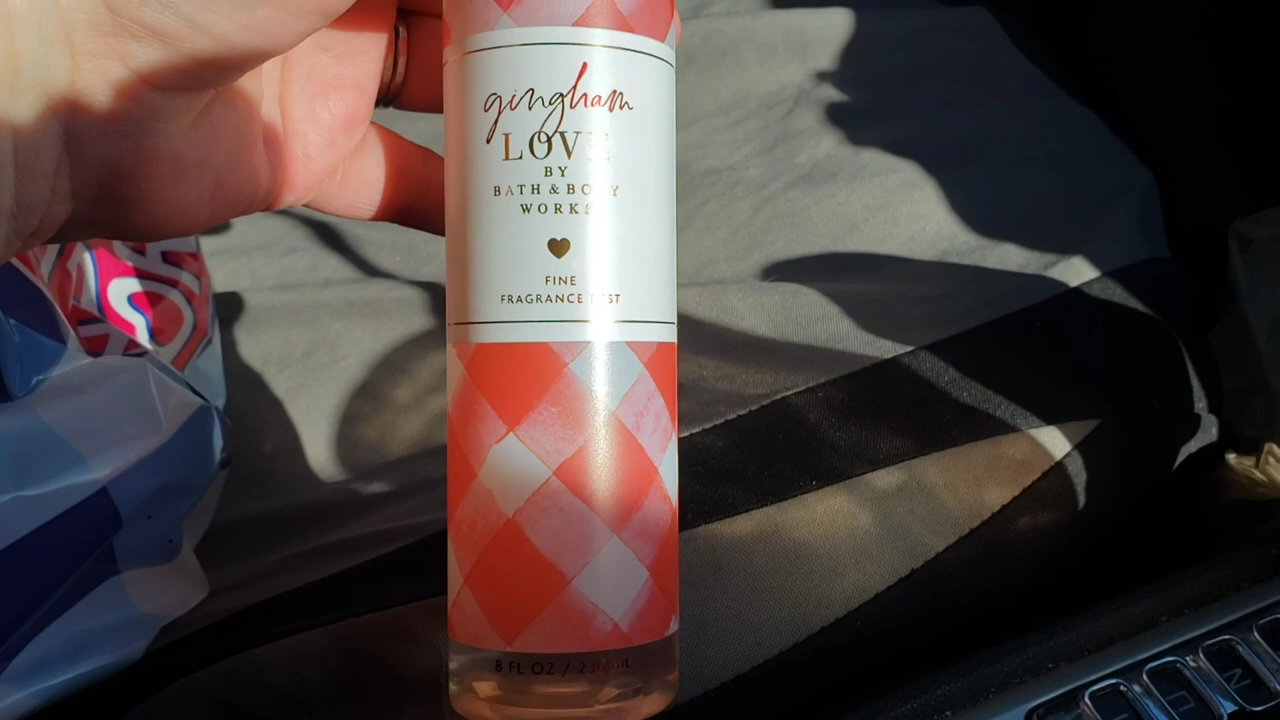 gingham
LOVE
BY
BATH & BODY
WORKS
FINE
FRAGRANCE MIST
8 FL OZ / 236 mL
N